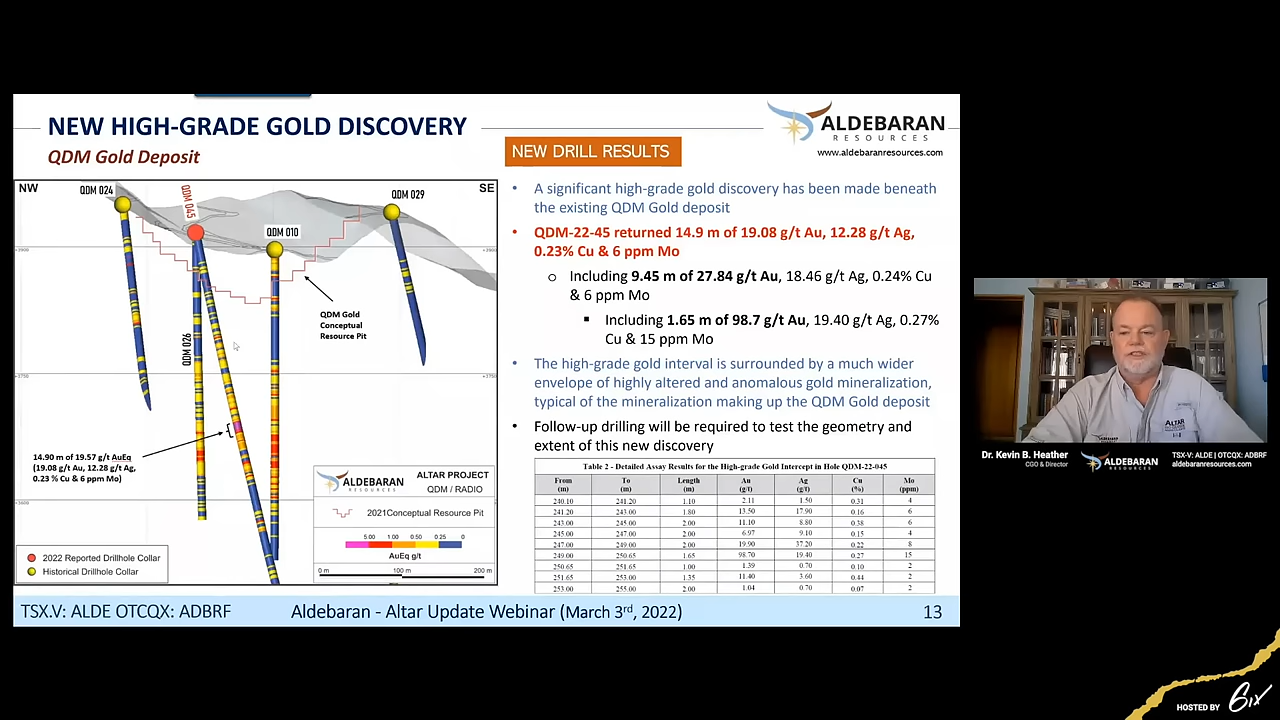 NEW HIGH-GRADE GOLD DISCOVERY
QDM Gold Deposit
ALDEBARAN
RESOURCES
www.aldebaranresources.com
NEW DRILL RESULTS
NW
SE
QDM 024
QDM 045
QDM 010
QDM 029
QDM 026
QDM Gold
Conceptual
Resource Pit
14.90 m of 19.57 g/t AuEq
(19.08 g/t Au, 12.28 g/t Ag,
0.23 % Cu & 6 ppm Mo)
2022 Reported Drillhole Collar
Historical Drillhole Collar
ALDEBARAN
RESOURCES
ALTAR PROJECT
QDM / RADIO
2021Conceptual Resource Pit
5.00 1.00 0.50 0.25 0
AuEq g/t
0 m 100 m 200 m
• A significant high-grade gold discovery has been made beneath
the existing QDM Gold deposit
• QDM-22-45 returned 14.9 m of 19.08 g/t Au, 12.28 g/t Ag,
0.23% Cu & 6 ppm Mo
o Including 9.45 m of 27.84 g/t Au, 18.46 g/t Ag, 0.24% Cu
& 6 ppm Mo
▪ Including 1.65 m of 98.7 g/t Au, 19.40 g/t Ag, 0.27%
Cu & 15 ppm Mo
• The high-grade gold interval is surrounded by a much wider
envelope of highly altered and anomalous gold mineralization,
typical of the mineralization making up the QDM Gold deposit
• Follow-up drilling will be required to test the geometry and
extent of this new discovery
Table 2 - Detailed Assay Results for the High-grade Gold Intercept in Hole QDM-22-045
From To Length Au Ag Cu Mo
(m) (m) (m) (g/t) (g/t) (%) (ppm)
240.10 241.20 1.10 2.11 1.50 0.31 4
241.20 243.00 1.80 13.50 17.90 0.16 6
243.00 245.00 2.00 11.10 8.80 0.38 6
245.00 247.00 2.00 6.97 9.10 0.15 4
247.00 249.00 2.00 19.90 37.20 0.22 8
249.00 250.65 1.65 98.70 19.40 0.27 15
250.65 251.65 1.00 1.39 0.70 0.10 2
251.65 253.00 1.35 11.40 3.60 0.44 2
253.00 255.00 2.00 1.04 0.70 0.07 2
TSX.V: ALDE OTCQX: ADBRF
Aldebaran - Altar Update Webinar (March 3rd, 2022)
13
ALTAR
Dr. Kevin B. Heather
CGO & Director
ALDEBARAN
RESOURCES
TSX-V: ALDE | OTCQX: ADBRF
aldebaranresources.com
HOSTED BY 6ix